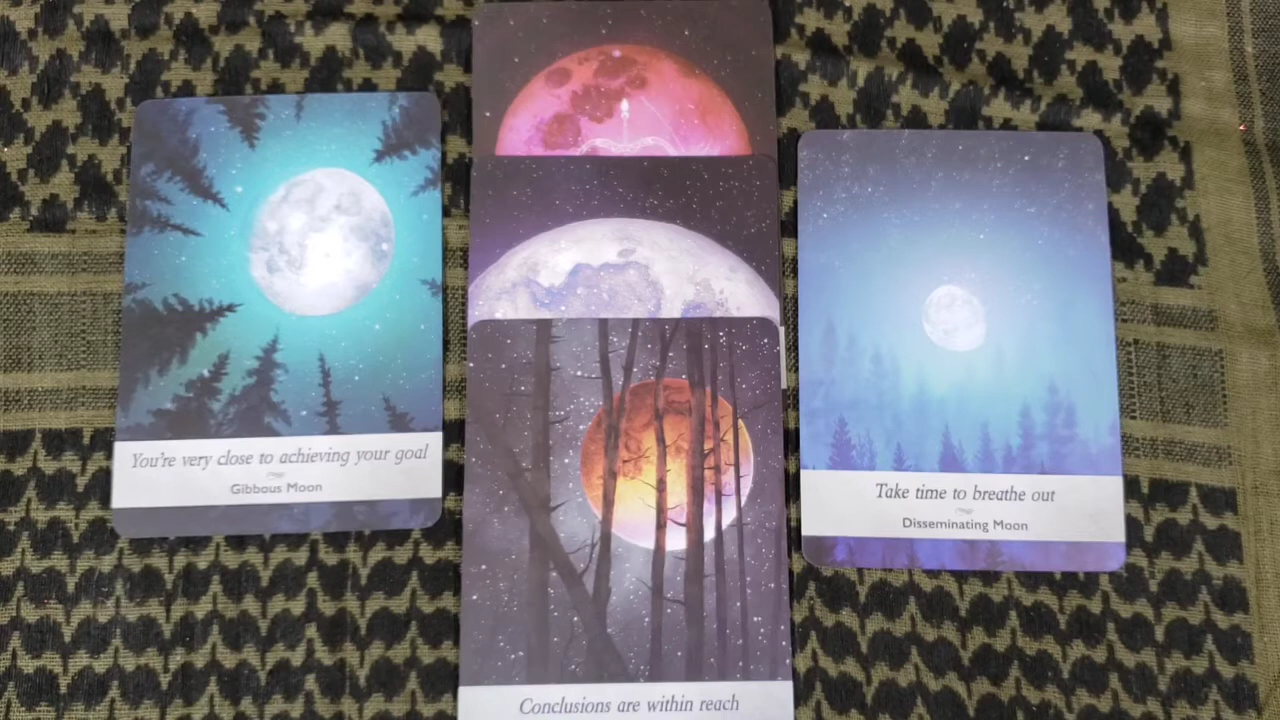 You're very close to achieving your goal
Gibbous Moon
Conclusions are within reach
Take time to breathe out
Disseminating Moon